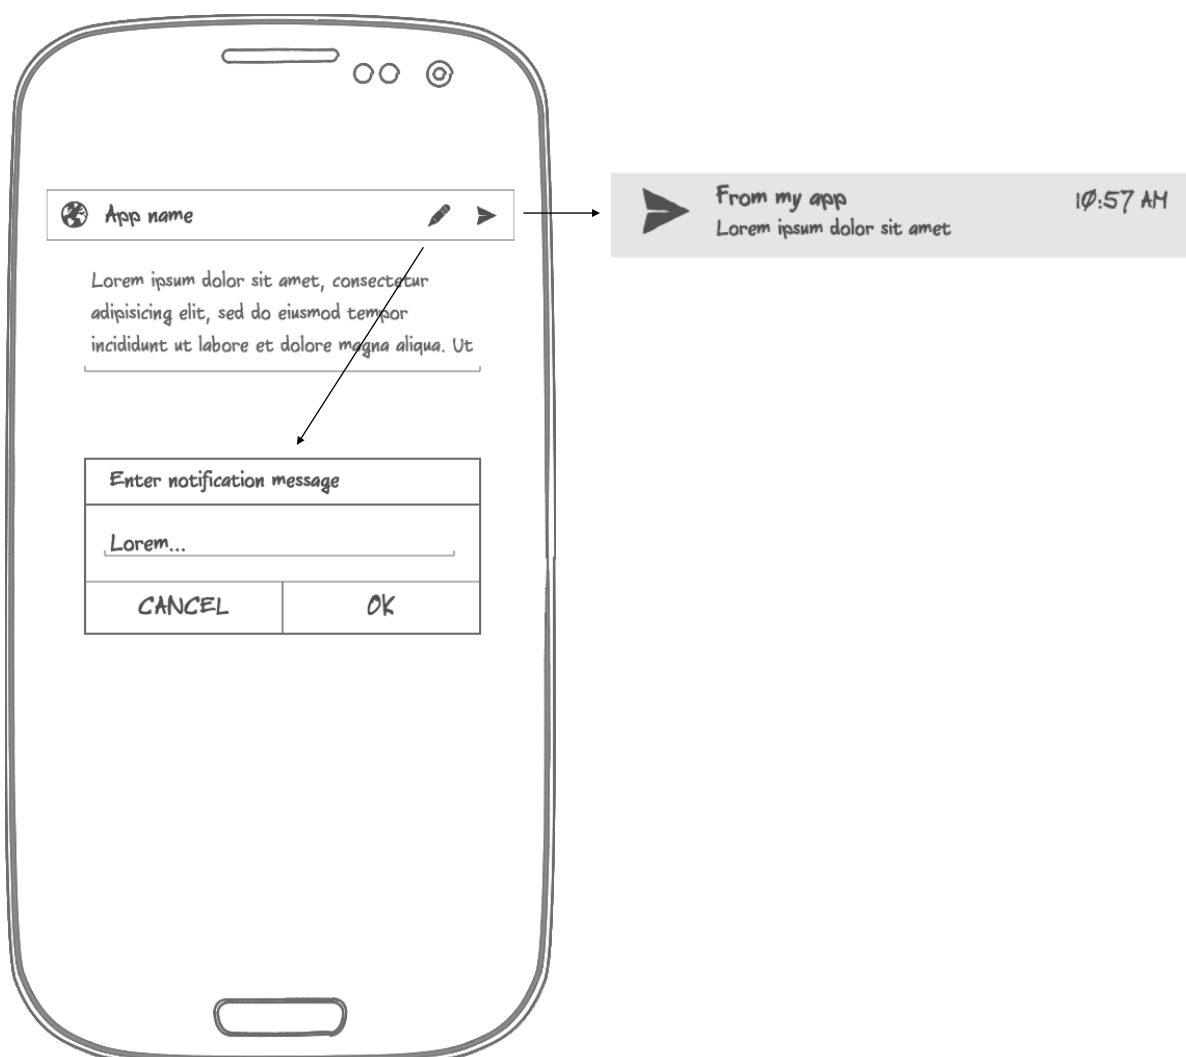 App name
From my app
10:57 AM
Lorem ipsum dolor sit amet
Lorem ipsum dolor sit amet, consectetur
adipisicing elit, sed do eiusmod tempor
incididunt ut labore et dolore magna aliqua. Ut
Enter notification message
Lorem...
CANCEL
OK